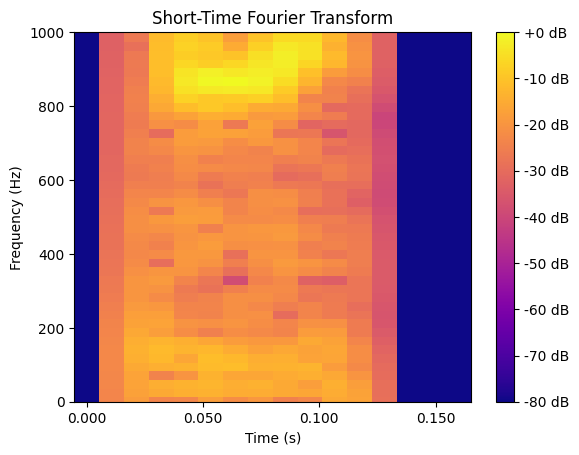 Short-Time Fourier Transform
Frequency (Hz)
1000
800
600
400
200
0
0.000
0.050
0.100
0.150
Time (s)
+0 dB
-10 dB
-20 dB
-30 dB
-40 dB
-50 dB
-60 dB
-70 dB
-80 dB